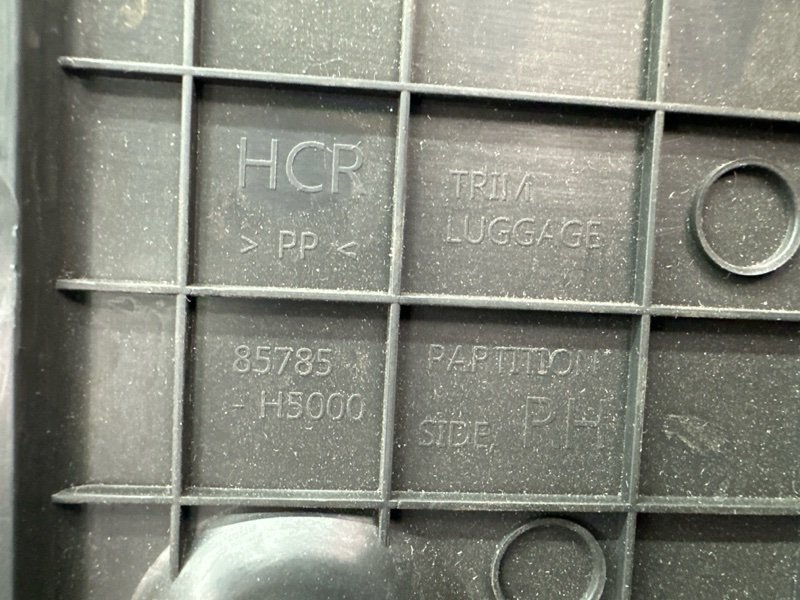 HCR
> PP <
TRIM
LUGGAGE
85785
- H5000
PARTITION
SIDE, RH